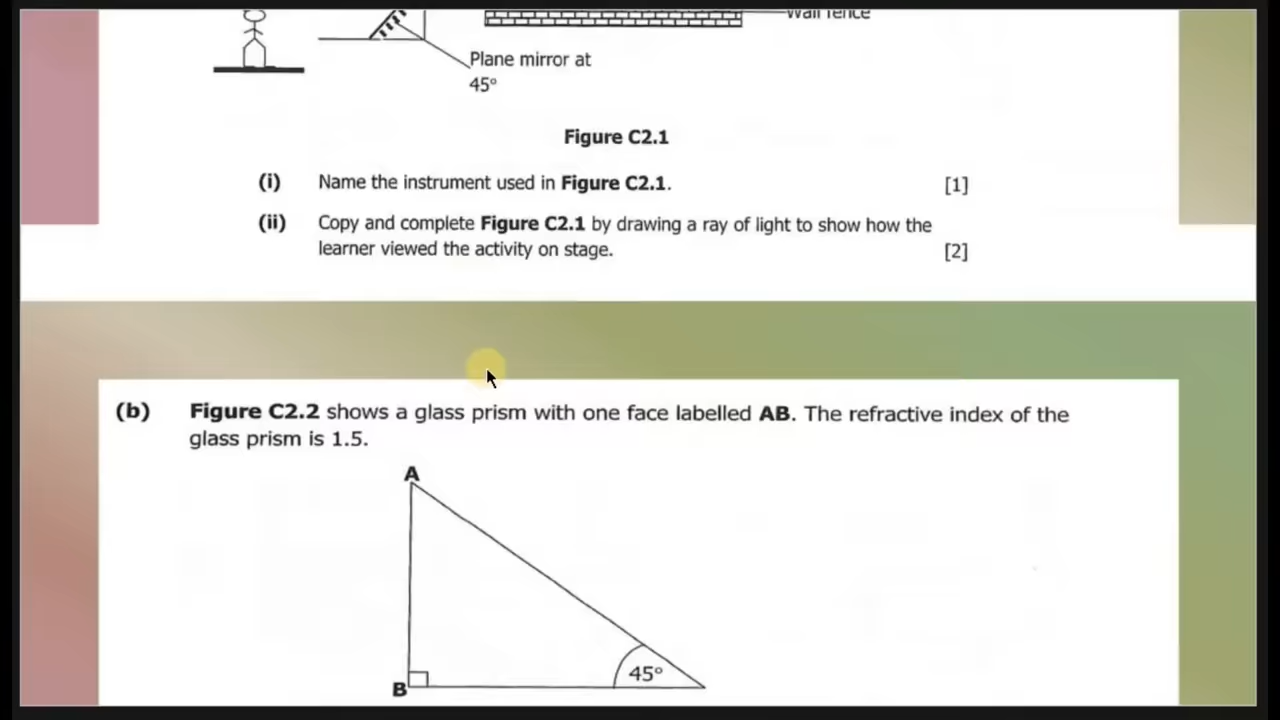 Wall fence
Plane mirror at
45°
Figure C2.1
(i) Name the instrument used in Figure C2.1. [1]
(ii) Copy and complete Figure C2.1 by drawing a ray of light to show how the
learner viewed the activity on stage. [2]
(b) Figure C2.2 shows a glass prism with one face labelled AB. The refractive index of the
glass prism is 1.5.
A
45°
B